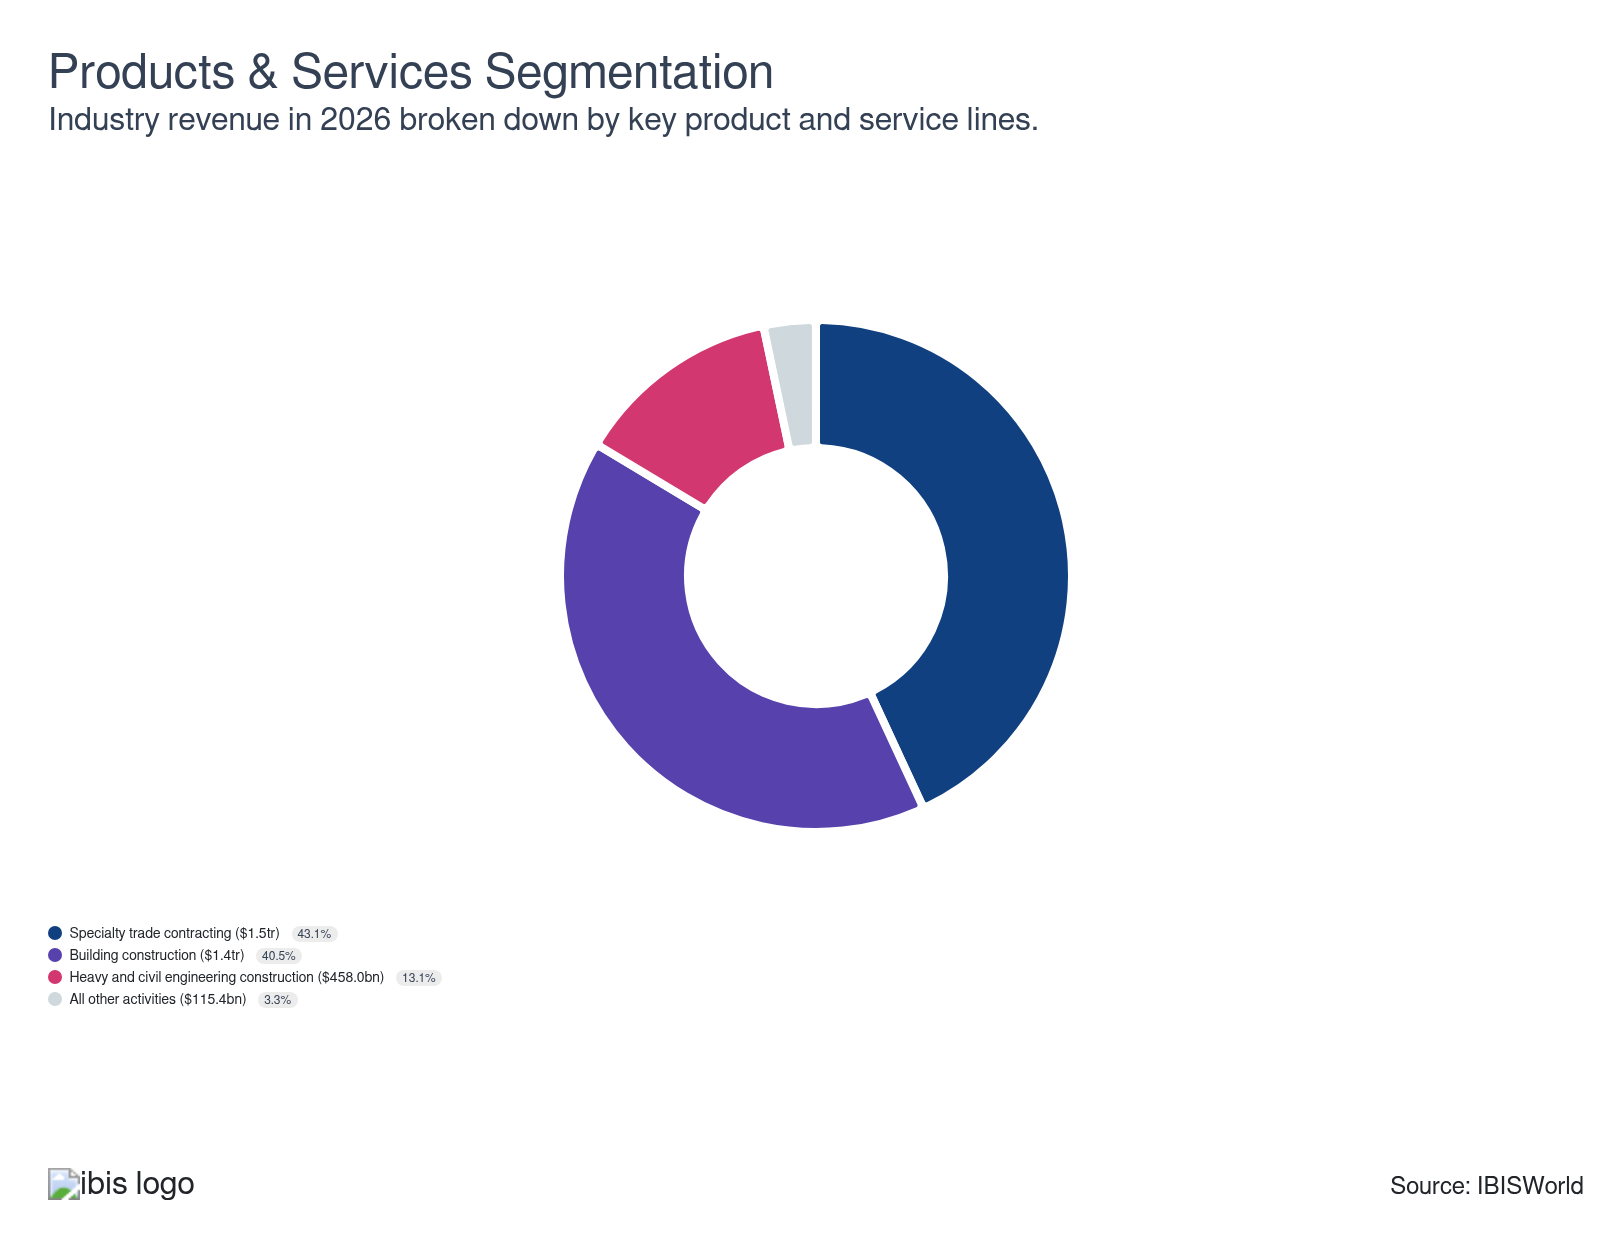 Products & Services Segmentation
Industry revenue in 2026 broken down by key product and service lines.
Specialty trade contracting ($1.5tr) 43.1%
Building construction ($1.4tr) 40.5%
Heavy and civil engineering construction ($458.0bn) 13.1%
All other activities ($115.4bn) 3.3%
ibis logo
Source: IBISWorld